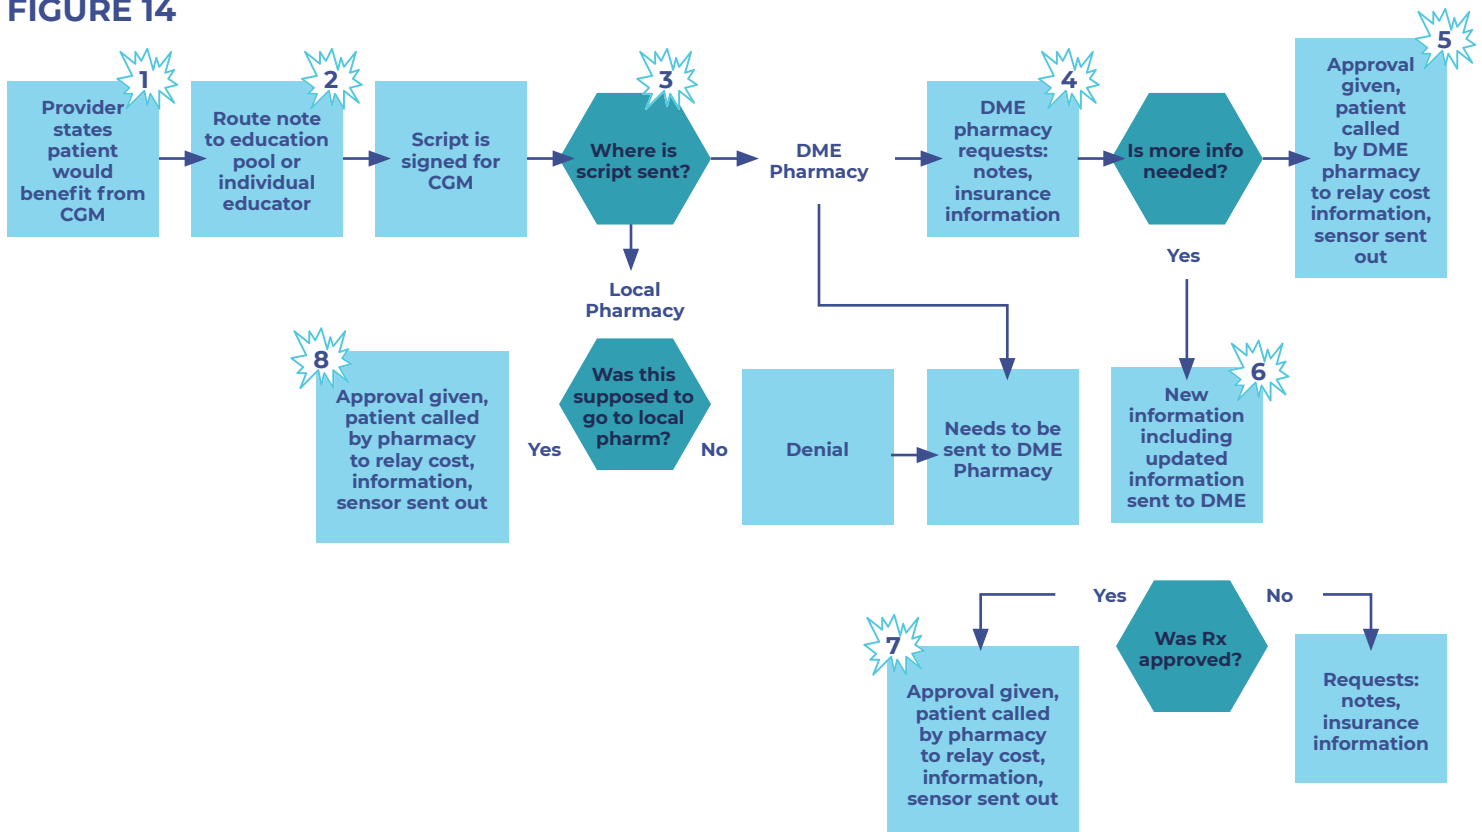 FIGURE 14
1
Provider
states
patient
would
benefit from
CGM
2
Route note
to education
pool or
individual
educator
Script is
signed for
CGM
3
Where is
script sent?
DME
Pharmacy
4
DME
pharmacy
requests:
notes,
insurance
information
Is more info
needed?
5
Approval
given,
patient
called
by DME
pharmacy
to relay cost
information,
sensor sent
out
Yes
Local
Pharmacy
8
Approval given,
patient called
by pharmacy
to relay cost,
information,
sensor sent out
Yes
Was this
supposed to
go to local
pharm?
No
Denial
Needs to be
sent to DME
Pharmacy
6
New
information
including
updated
information
sent to DME
Yes
Was Rx
approved?
No
7
Approval given,
patient called
by pharmacy
to relay cost,
information,
sensor sent out
Requests:
notes,
insurance
information